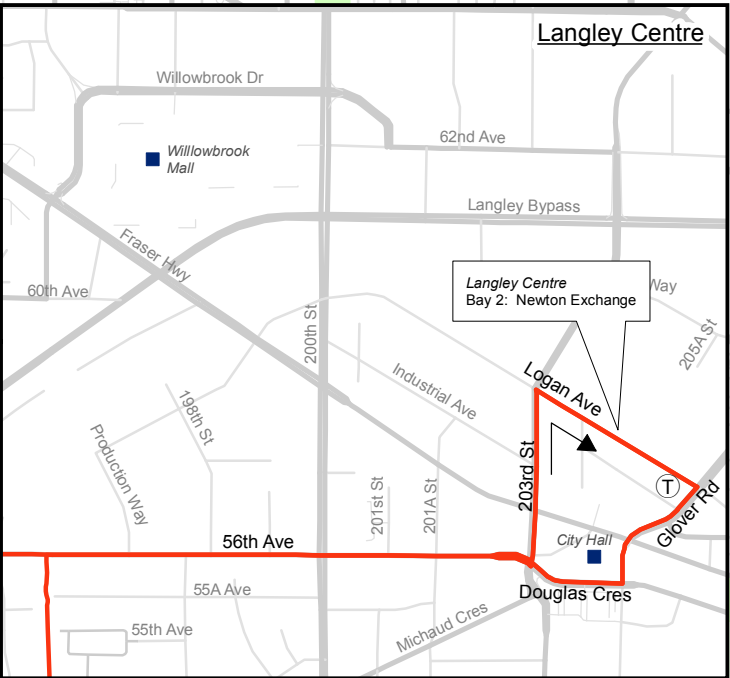 Langley Centre
Willowbrook Dr
62nd Ave
Willlowbrook
Mall
Langley Bypass
Fraser Hwy
60th Ave
Langley Centre
Bay 2: Newton Exchange
Way
200th St
205A St
Logan Ave
Industrial Ave
198th St
Production Way
203rd St
201st St
201A St
T
Glover Rd
City Hall
56th Ave
55A Ave
Douglas Cres
55th Ave
Michaud Cres